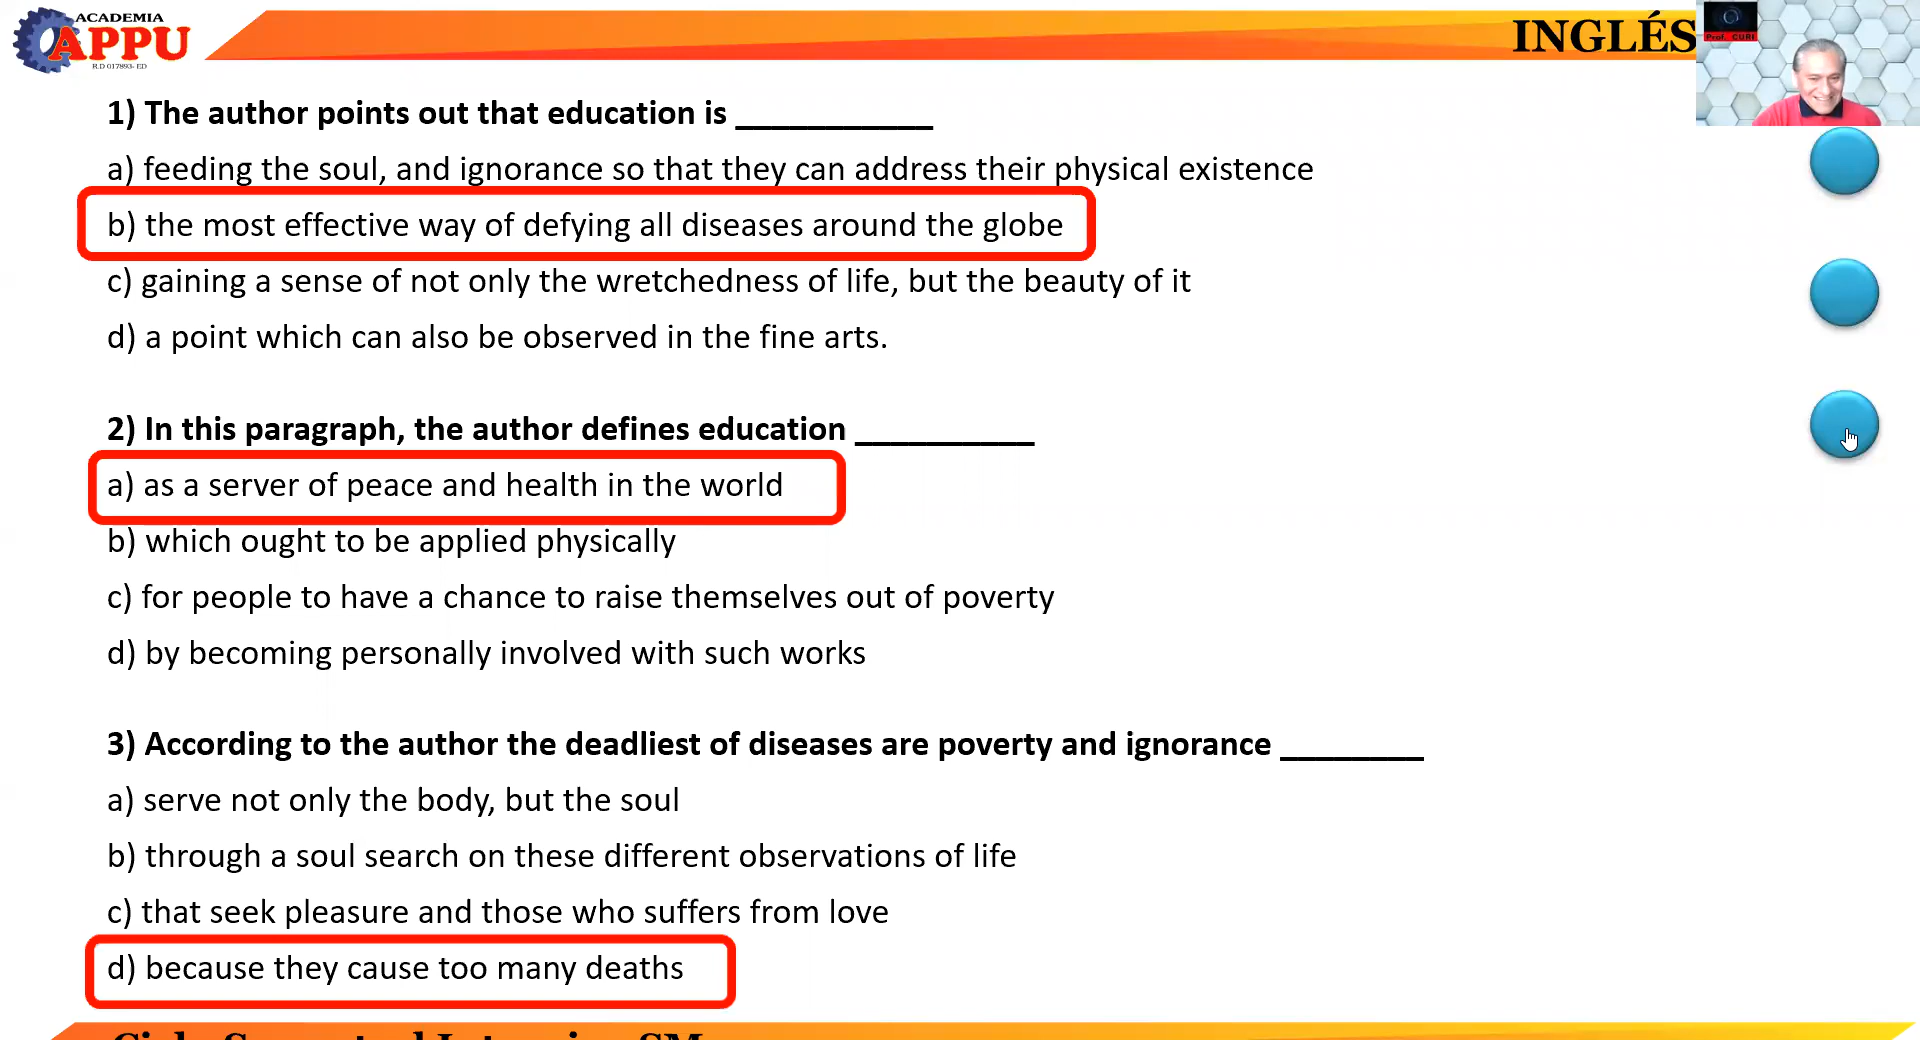 ACADEMIA
APPU
R.D 017893- ED
INGLÉS
Prof. CURI
1) The author points out that education is ___________
a) feeding the soul, and ignorance so that they can address their physical existence
b) the most effective way of defying all diseases around the globe
c) gaining a sense of not only the wretchedness of life, but the beauty of it
d) a point which can also be observed in the fine arts.
2) In this paragraph, the author defines education __________
a) as a server of peace and health in the world
b) which ought to be applied physically
c) for people to have a chance to raise themselves out of poverty
d) by becoming personally involved with such works
3) According to the author the deadliest of diseases are poverty and ignorance ________
a) serve not only the body, but the soul
b) through a soul search on these different observations of life
c) that seek pleasure and those who suffers from love
d) because they cause too many deaths